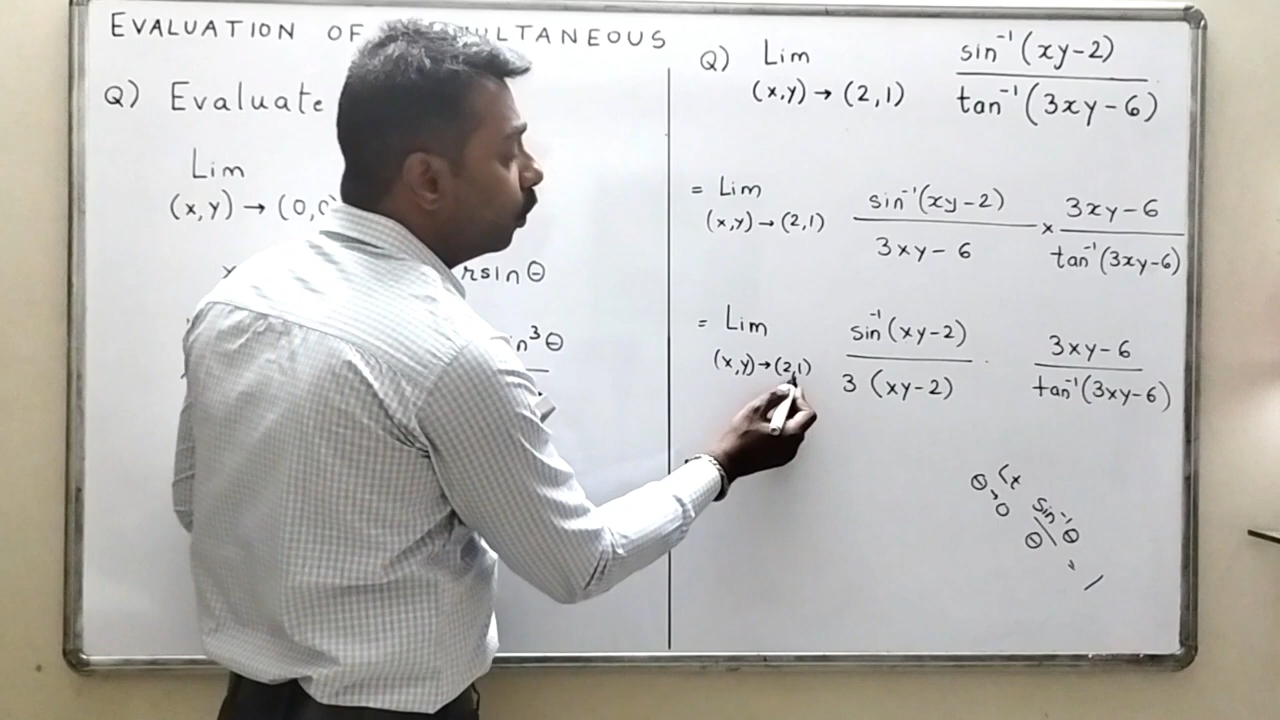 EVALUATION OF SIMULTANEOUS
Q) Evaluate
Lim
(x,y) → (0,0)
rsinθ
sin³θ
Q) Lim
(x,y) → (2,1)
sin⁻¹(xy-2)
tan⁻¹(3xy-6)
= Lim
(x,y) → (2,1)
sin⁻¹(xy-2)
3xy-6
× 3xy-6
tan⁻¹(3xy-6)
= Lim
(x,y)→(2,1)
sin⁻¹(xy-2)
3 (xy-2)
.
3xy-6
tan⁻¹(3xy-6)
Lt
θ→0
sin⁻¹θ
θ
= 1